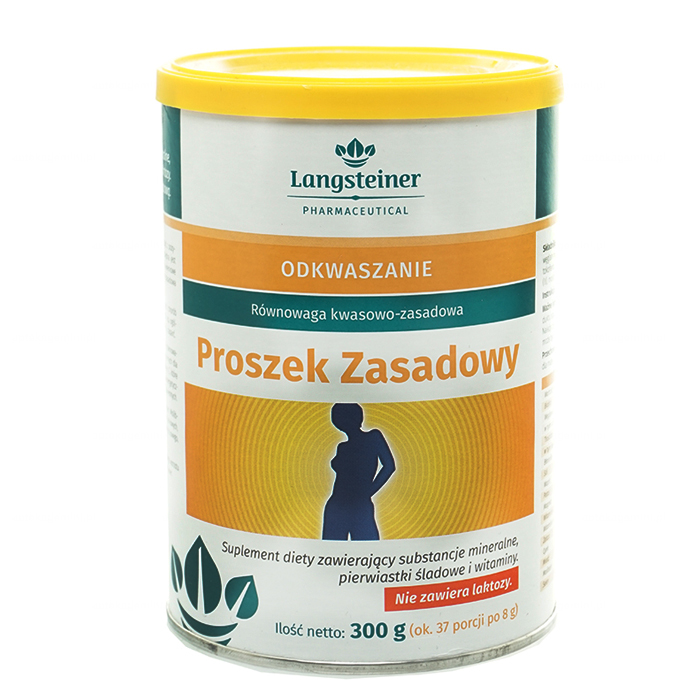 Langsteiner
PHARMACEUTICAL
ODKWASZANIE
Równowaga kwasowo-zasadowa
Proszek Zasadowy
Suplement diety zawierający substancje mineralne,
pierwiastki śladowe i witaminy.
Nie zawiera laktozy.
Ilość netto: 300 g (ok. 37 porcji po 8 g)